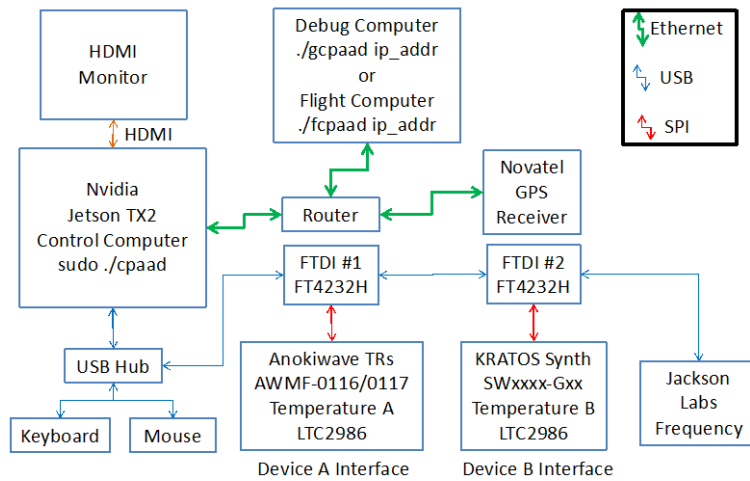 HDMI
Monitor
HDMI
Debug Computer
./gcpaad ip_addr
or
Flight Computer
./fcpaad ip_addr
Ethernet
USB
SPI
Nvidia
Jetson TX2
Control Computer
sudo ./cpaad
Router
Novatel
GPS
Receiver
FTDI #1
FT4232H
FTDI #2
FT4232H
USB Hub
Keyboard
Mouse
Anokiwave TRs
AWMF-0116/0117
Temperature A
LTC2986
Device A Interface
KRATOS Synth
SWxxxx-Gxx
Temperature B
LTC2986
Device B Interface
Jackson
Labs
Frequency